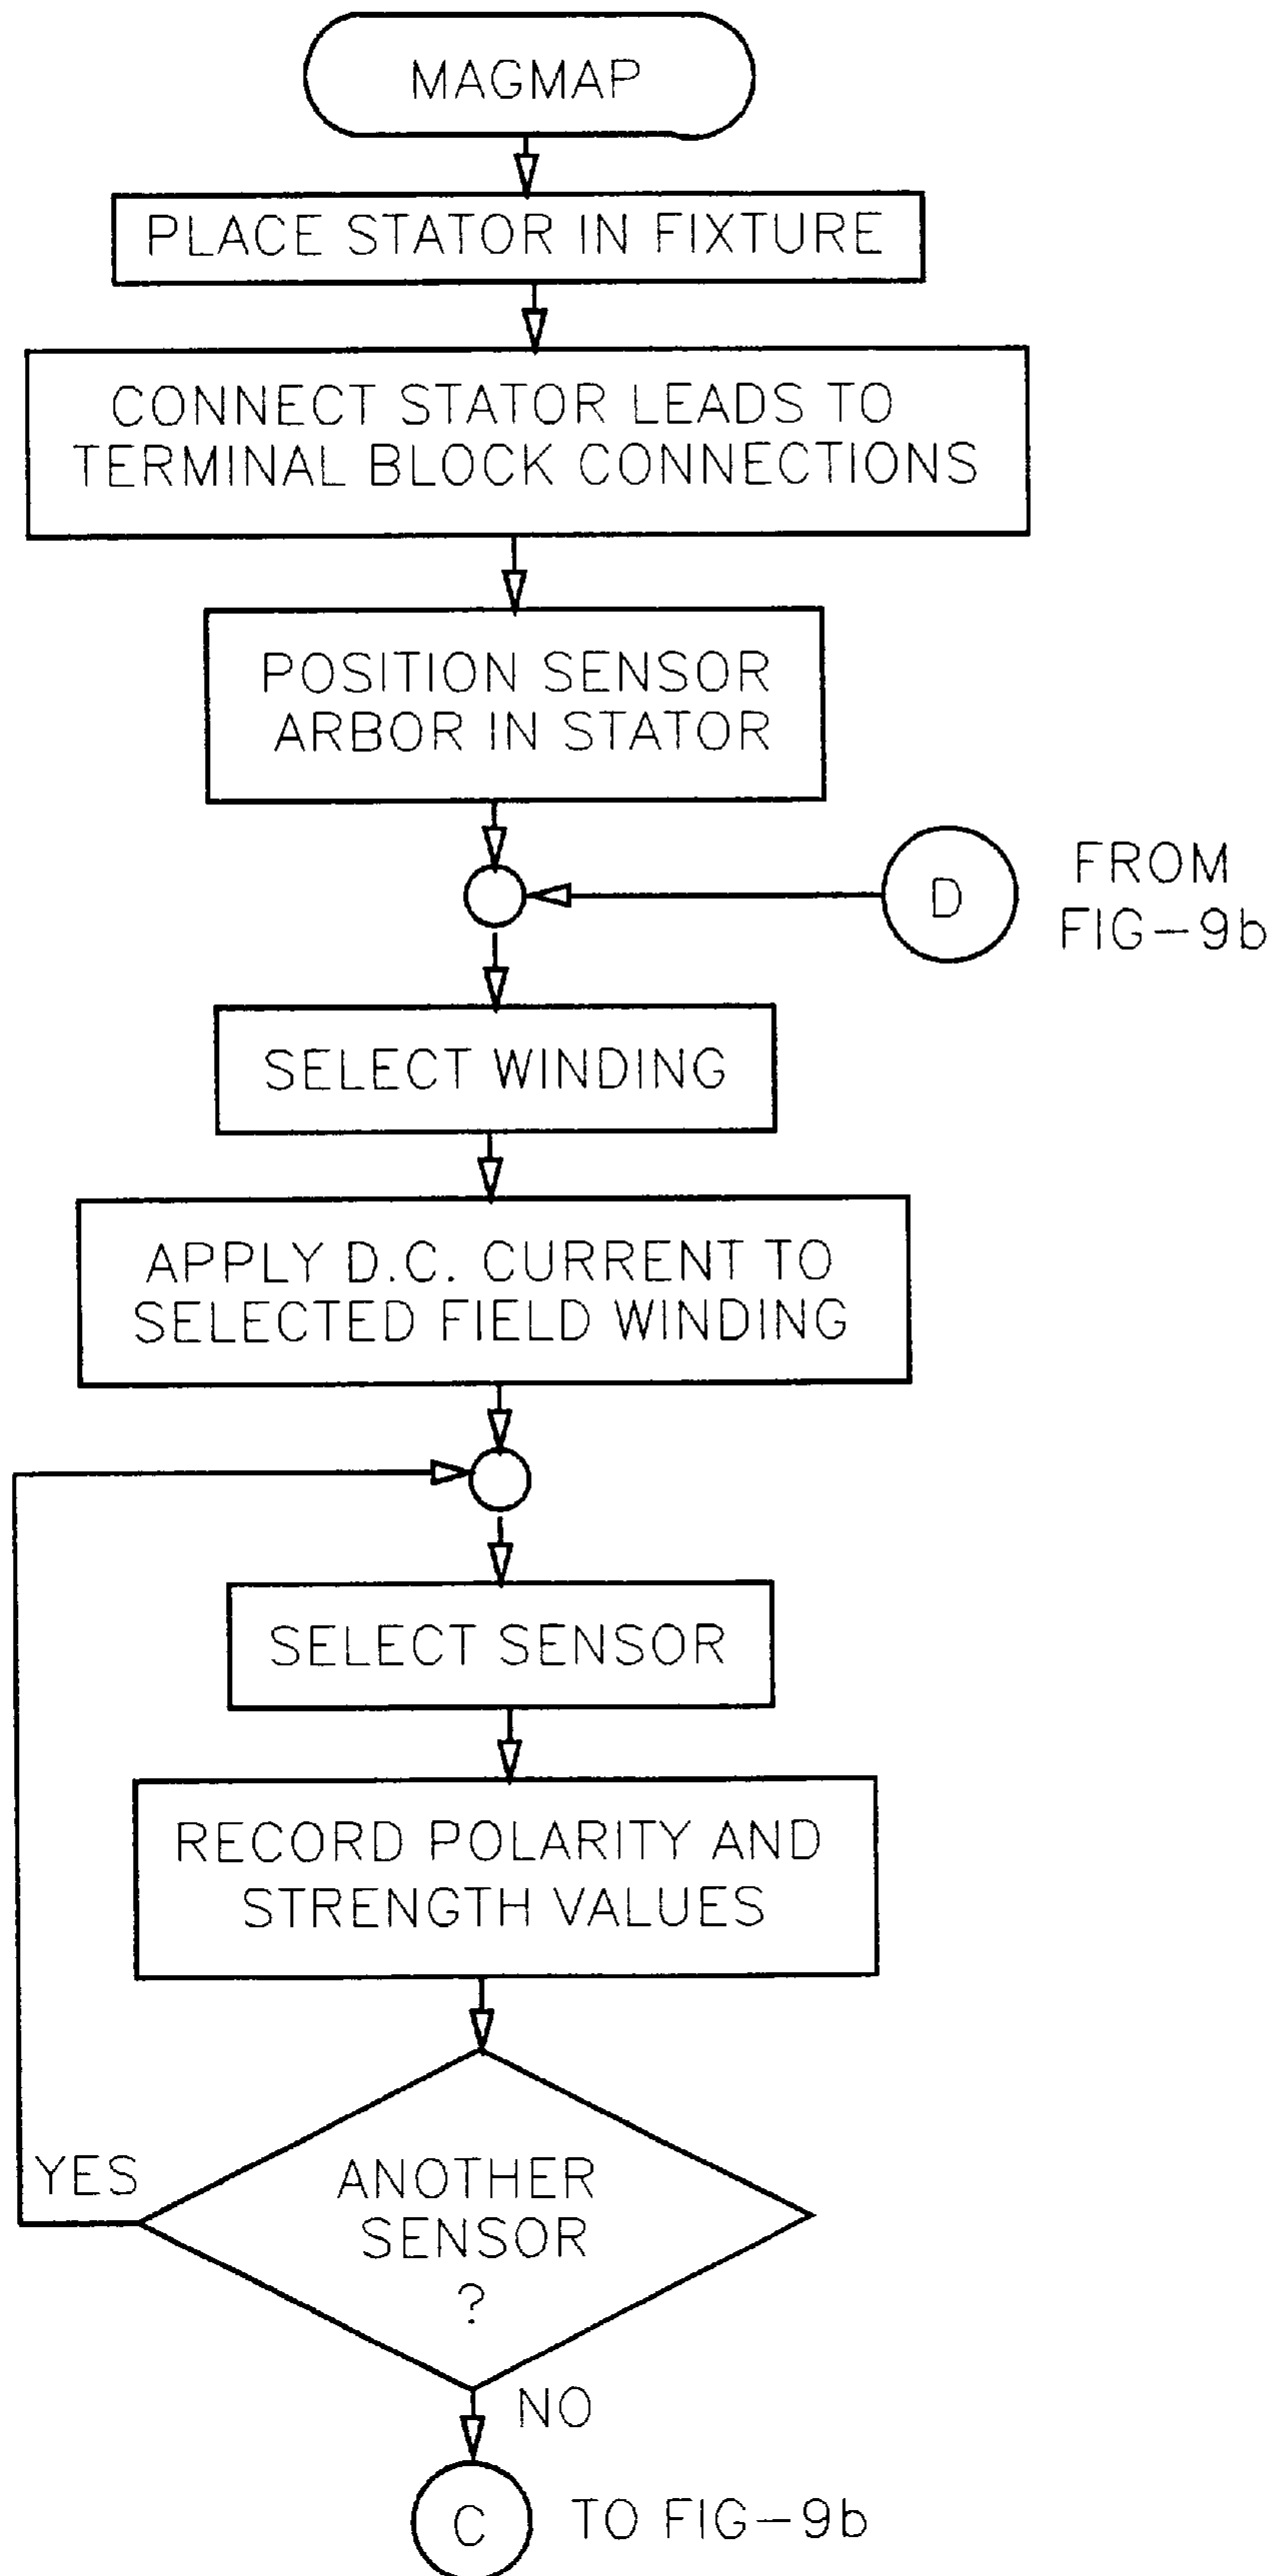 MAGMAP
PLACE STATOR IN FIXTURE
CONNECT STATOR LEADS TO
TERMINAL BLOCK CONNECTIONS
POSITION SENSOR
ARBOR IN STATOR
D
FROM
FIG-9b
SELECT WINDING
APPLY D.C. CURRENT TO
SELECTED FIELD WINDING
SELECT SENSOR
RECORD POLARITY AND
STRENGTH VALUES
YES
ANOTHER
SENSOR
?
NO
C
TO FIG-9b